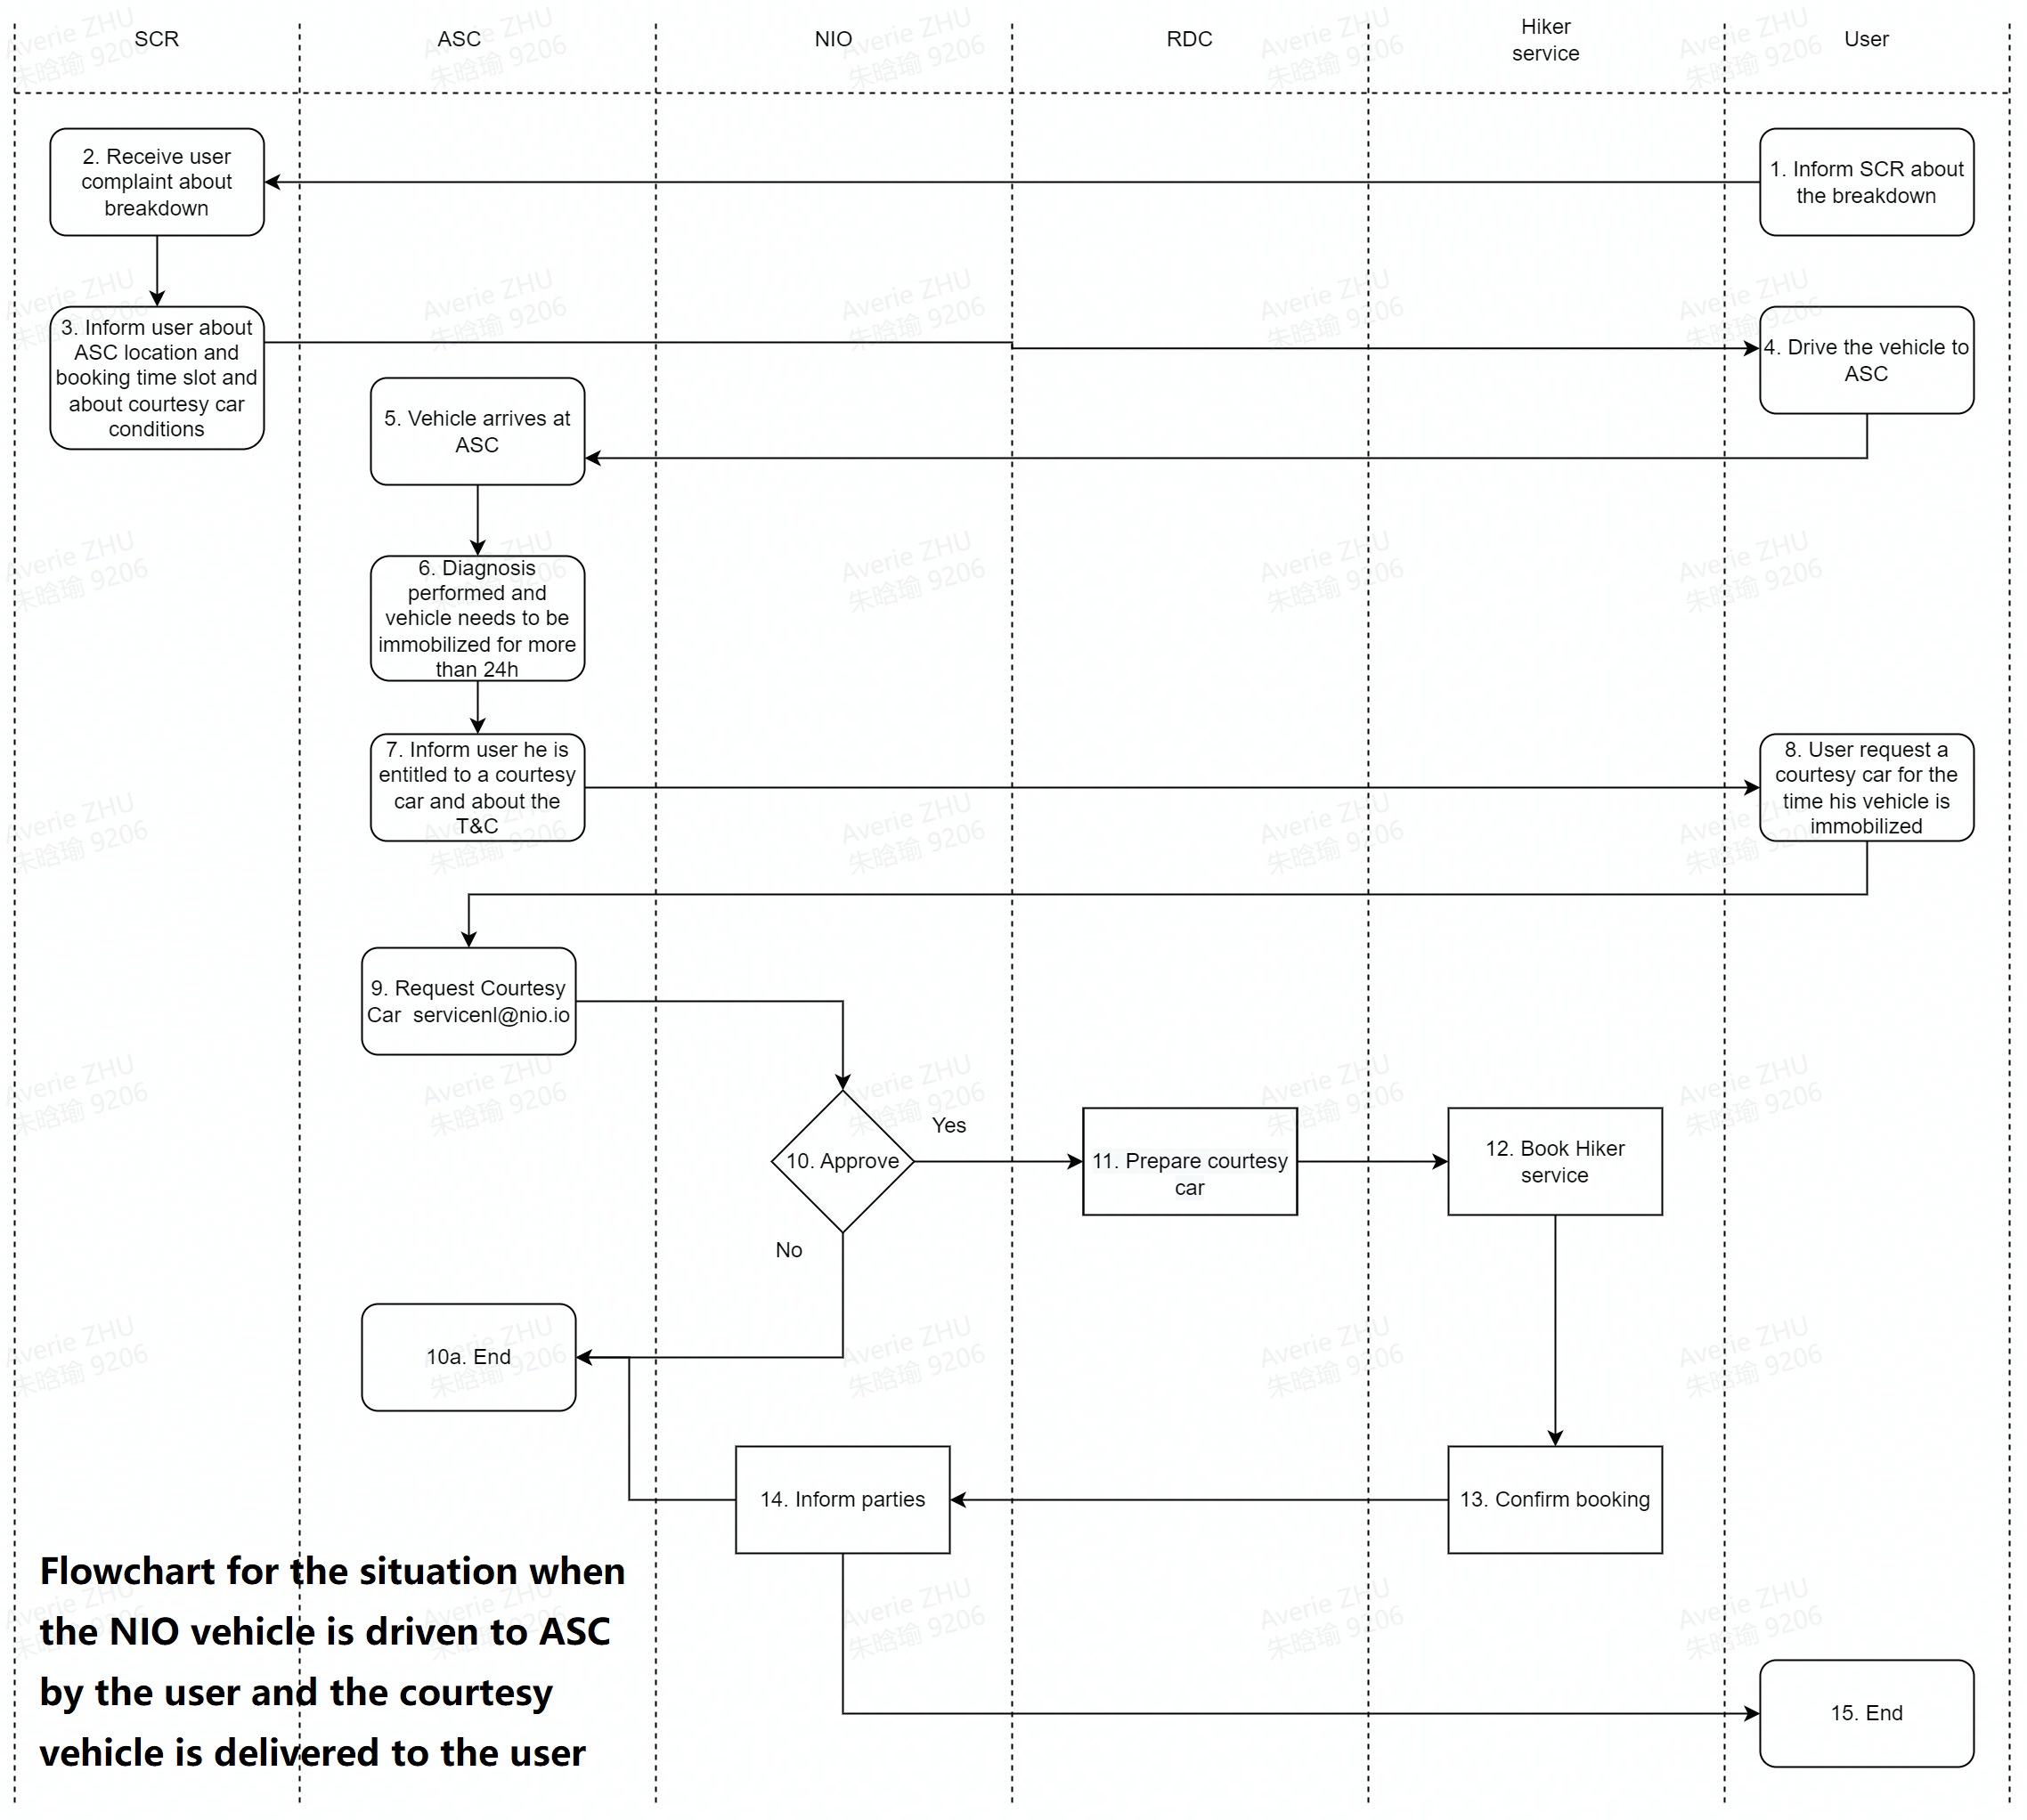 SCR
ASC
NIO
RDC
Hiker
service
User
2. Receive user
complaint about
breakdown
1. Inform SCR about
the breakdown
3. Inform user about
ASC location and
booking time slot and
about courtesy car
conditions
4. Drive the vehicle to
ASC
5. Vehicle arrives at
ASC
6. Diagnosis
performed and
vehicle needs to be
immobilized for more
than 24h
7. Inform user he is
entitled to a courtesy
car and about the
T&C
8. User request a
courtesy car for the
time his vehicle is
immobilized
9. Request Courtesy
Car  servicenl@nio.io
10. Approve
Yes
No
11. Prepare courtesy
car
12. Book Hiker
service
10a. End
13. Confirm booking
14. Inform parties
15. End
Flowchart for the situation when
the NIO vehicle is driven to ASC
by the user and the courtesy
vehicle is delivered to the user
Averie ZHU
朱晗瑜 9206